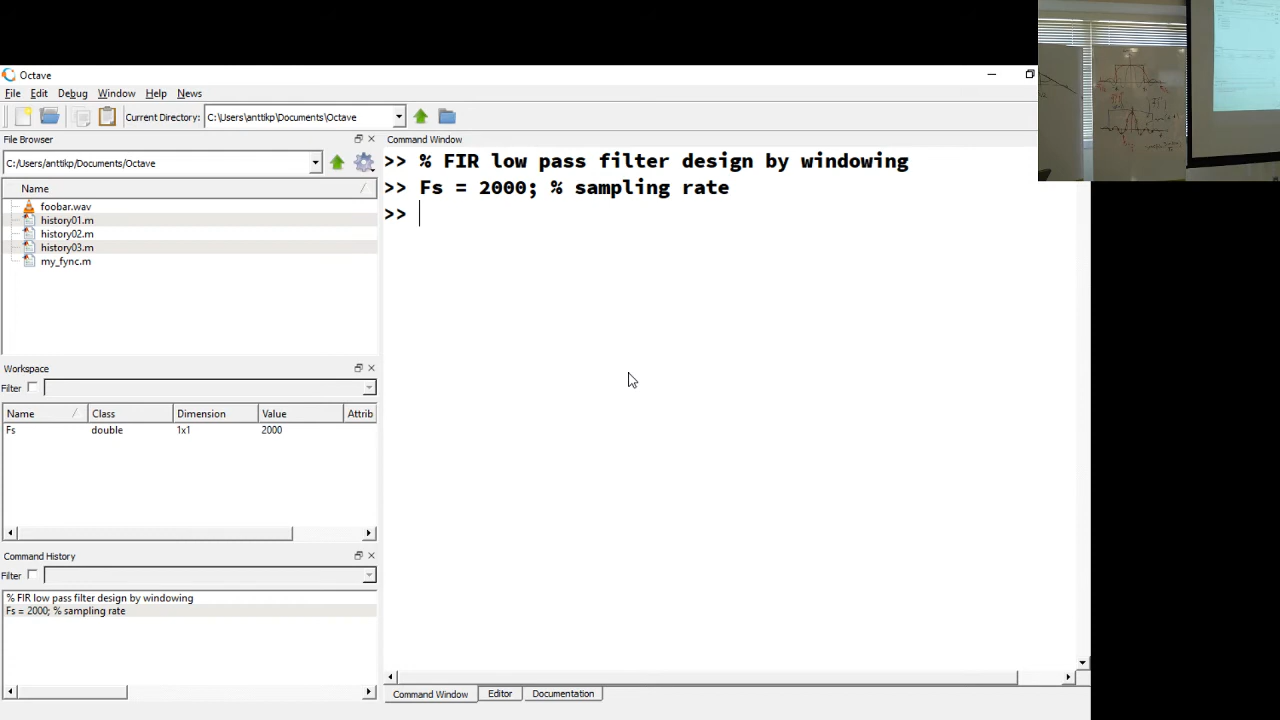 Octave
File Edit Debug Window Help News
Current Directory: C:\Users\anttikp\Documents\Octave
File Browser
C:/Users/anttikp/Documents/Octave
Name
foobar.wav
history01.m
history02.m
history03.m
my_fync.m
Workspace
Filter
Name Class Dimension Value Attrib
Fs double 1x1 2000
Command History
Filter
% FIR low pass filter design by windowing
Fs = 2000; % sampling rate
Command Window
>> % FIR low pass filter design by windowing
>> Fs = 2000; % sampling rate
>>
Command Window Editor Documentation